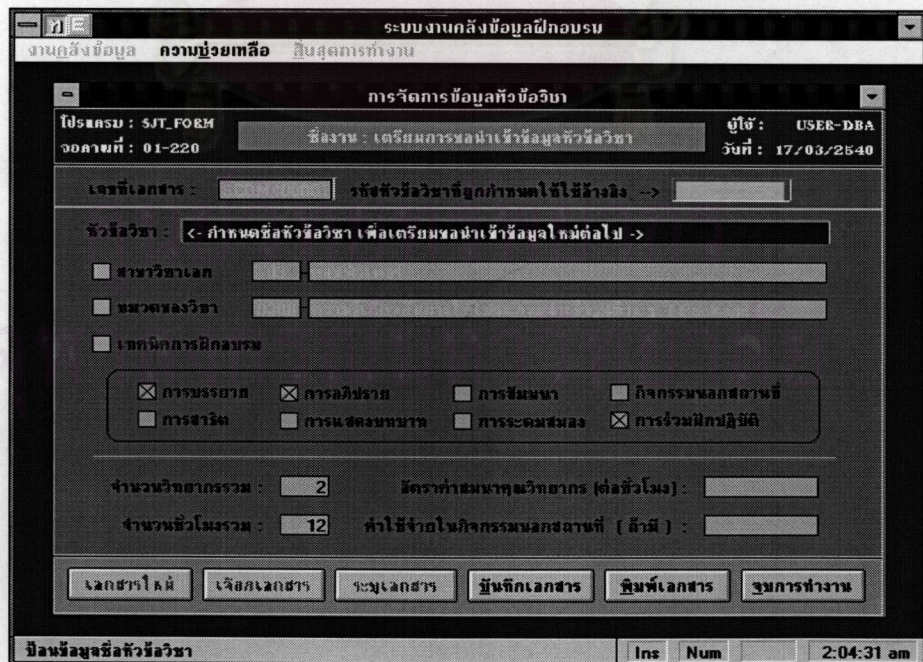 ก E ระบบงานคลังข้อมูลฝึกอบรม
งานคลังข้อมูล ความช่วยเหลือ สิ้นสุดการทำงาน
การจัดการข้อมูลหัวข้อวิชา
โปรแกรม : SJT_FORM
จอภาพที่ : 01-220
ชื่องาน : เตรียมการขอนำเข้าข้อมูลหัวข้อวิชา
ผู้ใช้ : USER-DBA
วันที่ : 17/03/2540
เลขที่เอกสาร : รหัสหัวข้อวิชาที่ถูกกำหนดให้ใช้อ้างอิง -->
หัวข้อวิชา : <- กำหนดชื่อหัวข้อวิชา เพื่อเตรียมขอนำเข้าข้อมูลใหม่ต่อไป ->
สาขาวิชาเอก
หมวดของวิชา
เทคนิคการฝึกอบรม
การบรรยาย การอภิปราย การสัมมนา กิจกรรมนอกสถานที่
การสาธิต การแสดงบทบาท การระดมสมอง การร่วมฝึกปฏิบัติ
จำนวนวิทยากรรวม : 2 อัตราค่าสมนาคุณวิทยากร (ต่อชั่วโมง) :
จำนวนชั่วโมงรวม : 12 ค่าใช้จ่ายในกิจกรรมนอกสถานที่ ( ถ้ามี ) :
เอกสารใหม่ เลือกเอกสาร ระบุเอกสาร บันทึกเอกสาร พิมพ์เอกสาร จบการทำงาน
ป้อนข้อมูลชื่อหัวข้อวิชา Ins Num 2:04:31 am